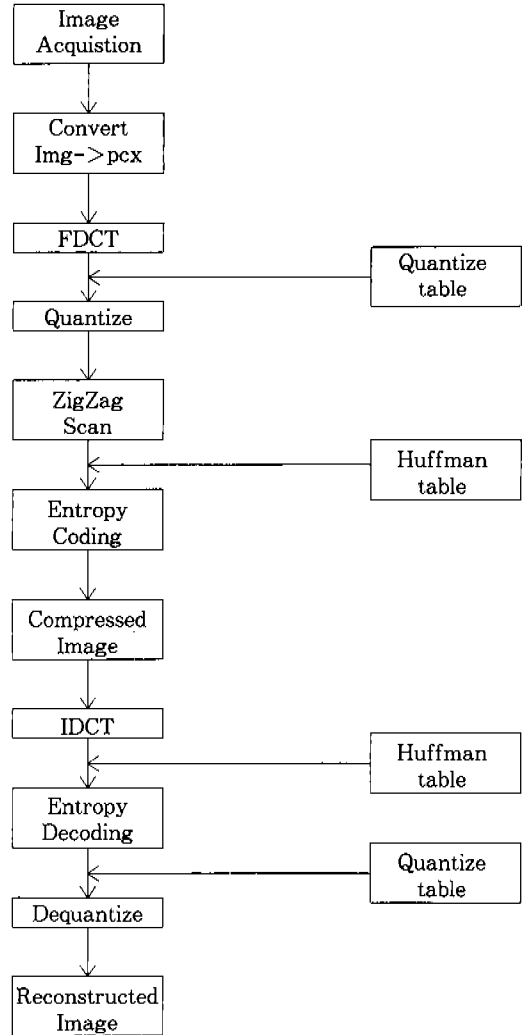 Image
Acquistion
Convert
Img->pcx
FDCT
Quantize
table
Quantize
ZigZag
Scan
Huffman
table
Entropy
Coding
Compressed
Image
IDCT
Huffman
table
Entropy
Decoding
Quantize
table
Dequantize
Reconstructed
Image